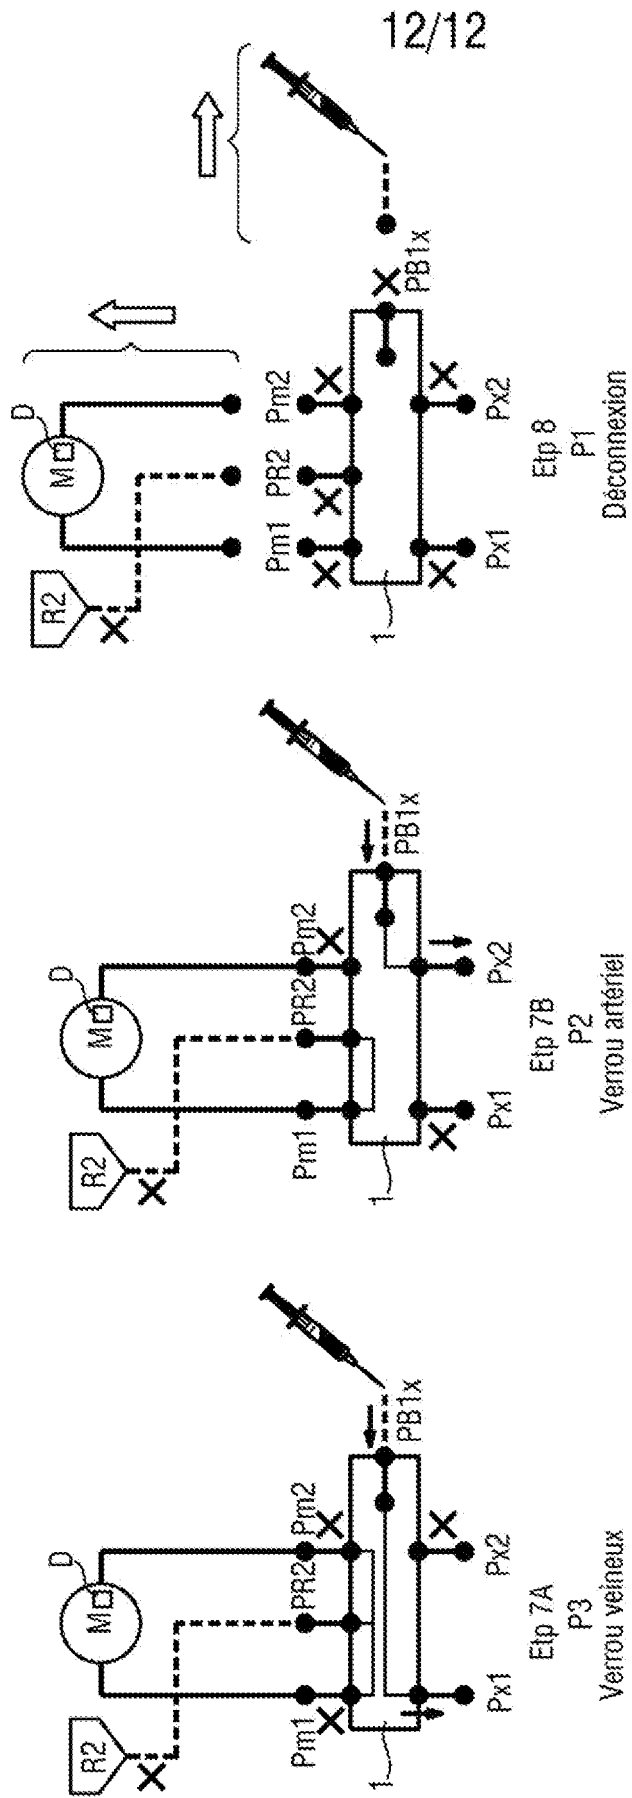 12/12
D
M
R2
Pm1
PR2
Pm2
PB1x
1
Px1
Px2
Etp 7A
P3
Verrou veineux
D
M
R2
Pm1
PR2
Pm2
PB1x
1
Px1
Px2
Etp 7B
P2
Verrou artériel
D
M
R2
Pm1
PR2
Pm2
PB1x
1
Px1
Px2
Etp 8
P1
Déconnexion